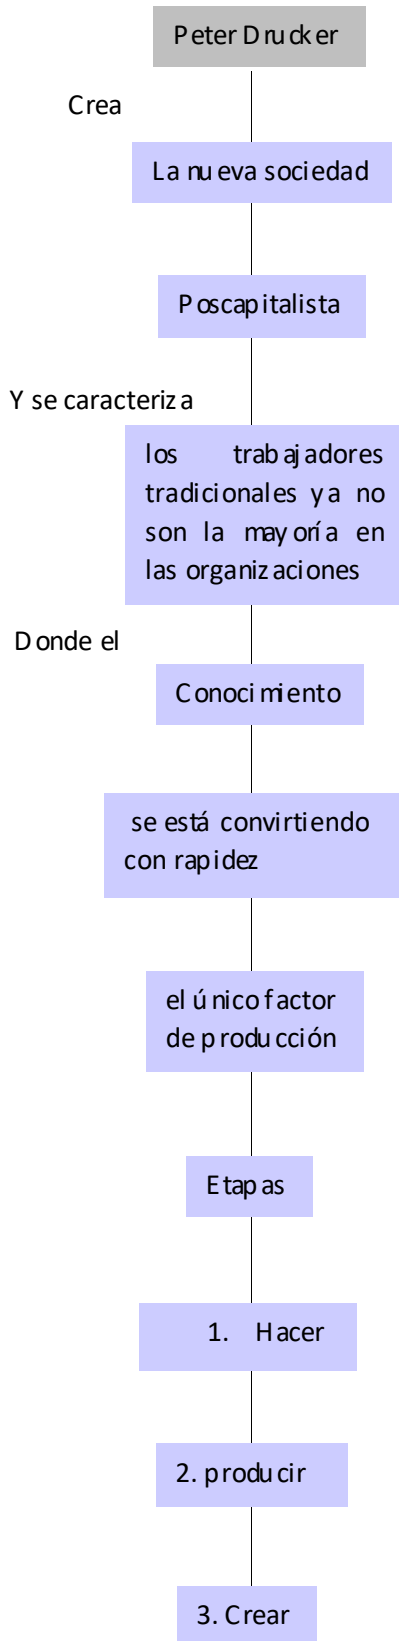 Peter Drucker
Crea
La nueva sociedad
Poscapitalista
Y se caracteriza
los trabajadores
tradicionales ya no
son la mayoría en
las organizaciones
Donde el
Conocimiento
se está convirtiendo
con rapidez
el único factor
de producción
Etapas
1. Hacer
2. producir
3. Crear